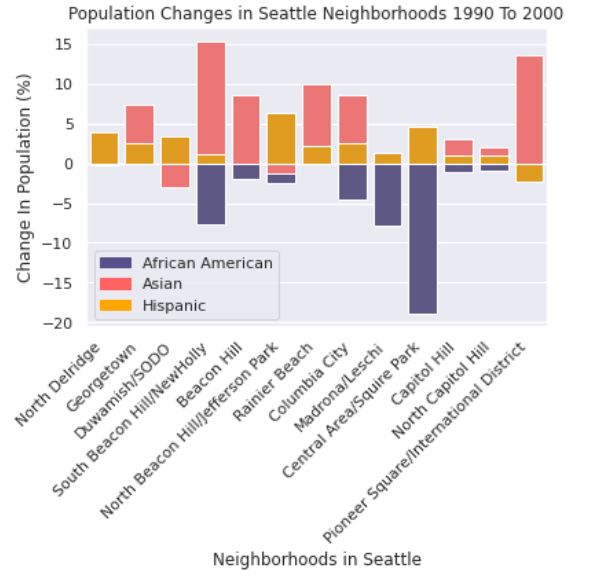 Population Changes in Seattle Neighborhoods 1990 To 2000
Change In Population (%)
15
10
5
0
−5
−10
−15
−20
African American
Asian
Hispanic
North Delridge
Georgetown
Duwamish/SODO
South Beacon Hill/NewHolly
Beacon Hill
North Beacon Hill/Jefferson Park
Rainier Beach
Columbia City
Madrona/Leschi
Central Area/Squire Park
Capitol Hill
North Capitol Hill
Pioneer Square/International District
Neighborhoods in Seattle